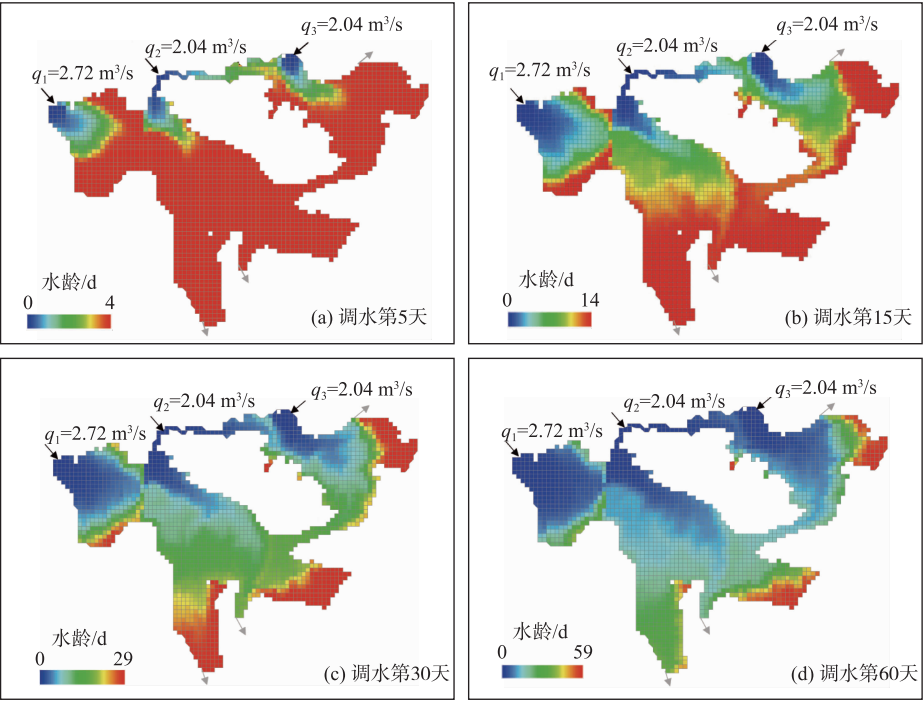 q3=2.04 m³/s
q2=2.04 m³/s
q1=2.72 m³/s
水龄/d
0 4
(a) 调水第5天
q3=2.04 m³/s
q2=2.04 m³/s
q1=2.72 m³/s
水龄/d
0 14
(b) 调水第15天
q3=2.04 m³/s
q2=2.04 m³/s
q1=2.72 m³/s
水龄/d
0 29
(c) 调水第30天
q3=2.04 m³/s
q2=2.04 m³/s
q1=2.72 m³/s
水龄/d
0 59
(d) 调水第60天